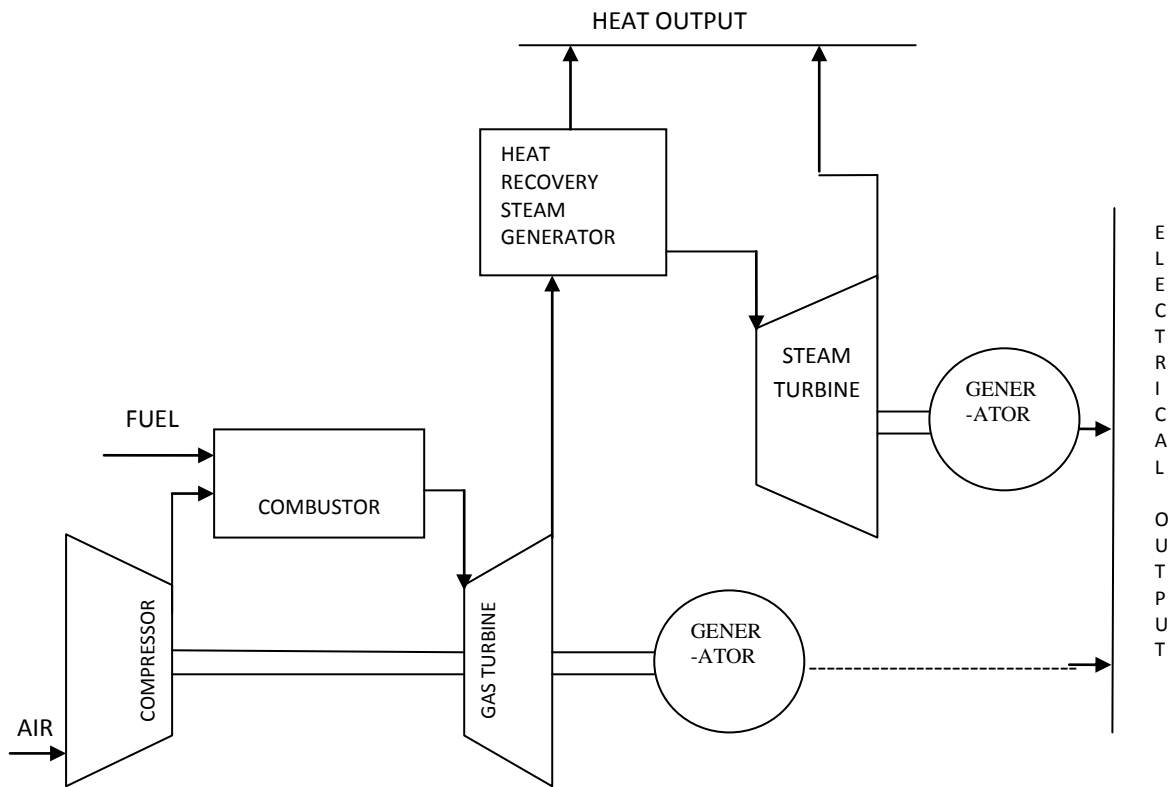 HEAT OUTPUT
HEAT
RECOVERY
STEAM
GENERATOR
STEAM
TURBINE
GENER
-ATOR
ELECTRICAL OUTPUT
FUEL
COMBUSTOR
COMPRESSOR
GAS TURBINE
GENER
-ATOR
AIR